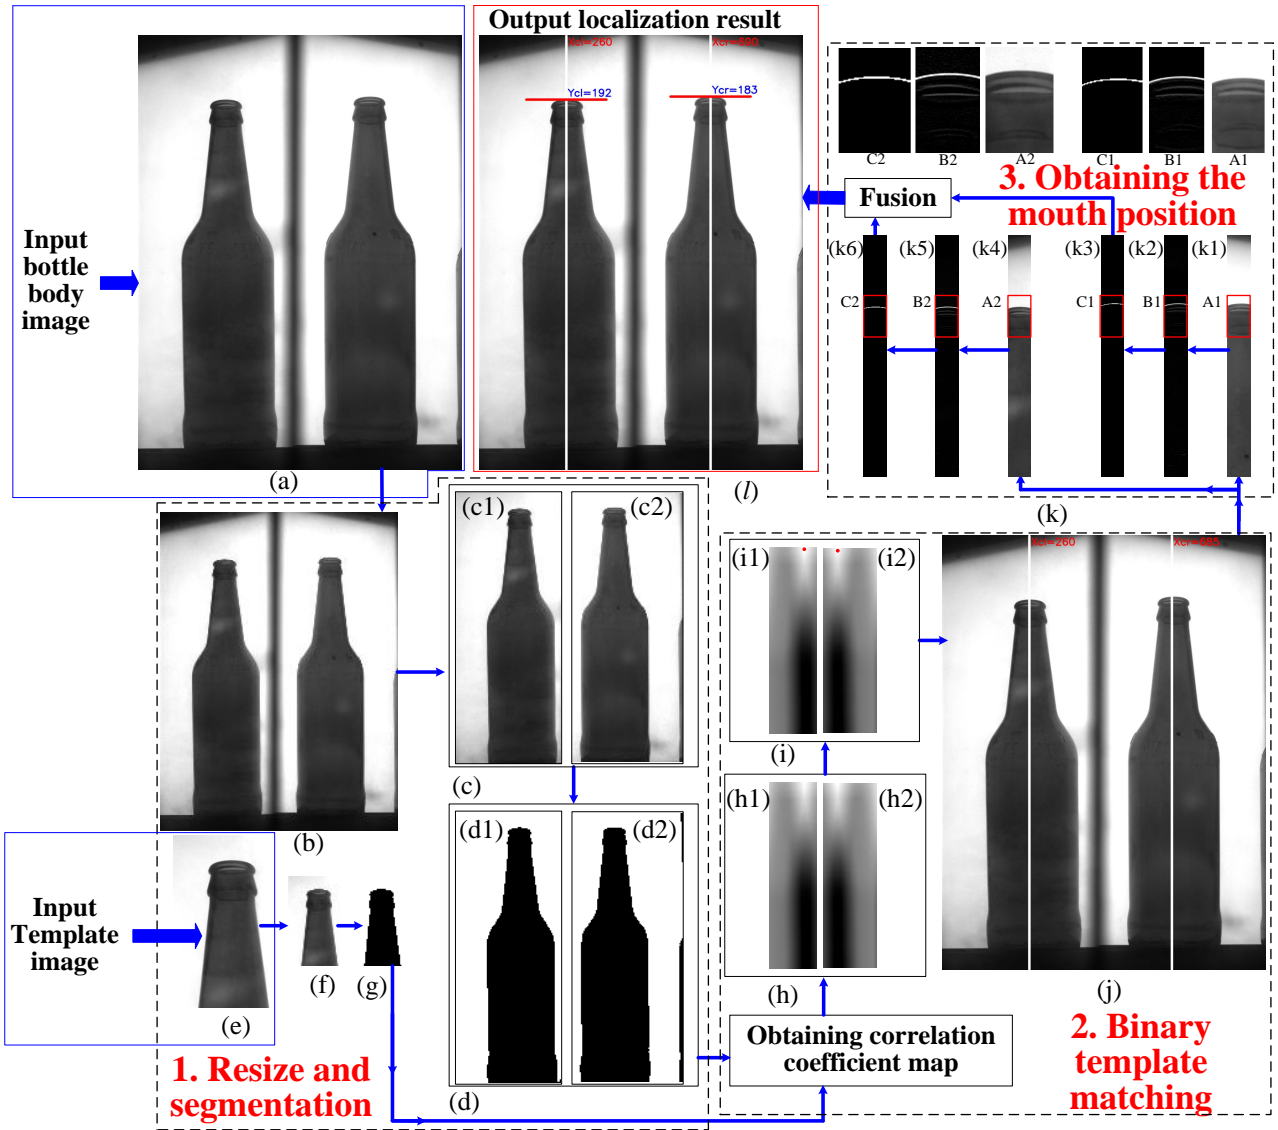 Output localization result
Xcl=260
Xcr=690
Ycl=192
Ycr=183
Input
bottle
body
image
(a)
(l)
C2
B2
A2
C1
B1
A1
3. Obtaining the
mouth position
Fusion
(k6)
(k5)
(k4)
(k3)
(k2)
(k1)
C2
B2
A2
C1
B1
A1
(k)
(b)
(c1)
(c2)
(c)
(d1)
(d2)
(d)
Input
Template
image
(e)
(f)
(g)
1. Resize and
segmentation
(i1)
(i2)
(i)
(h1)
(h2)
(h)
Obtaining correlation
coefficient map
Xcl=260
(j)
2. Binary
template
matching